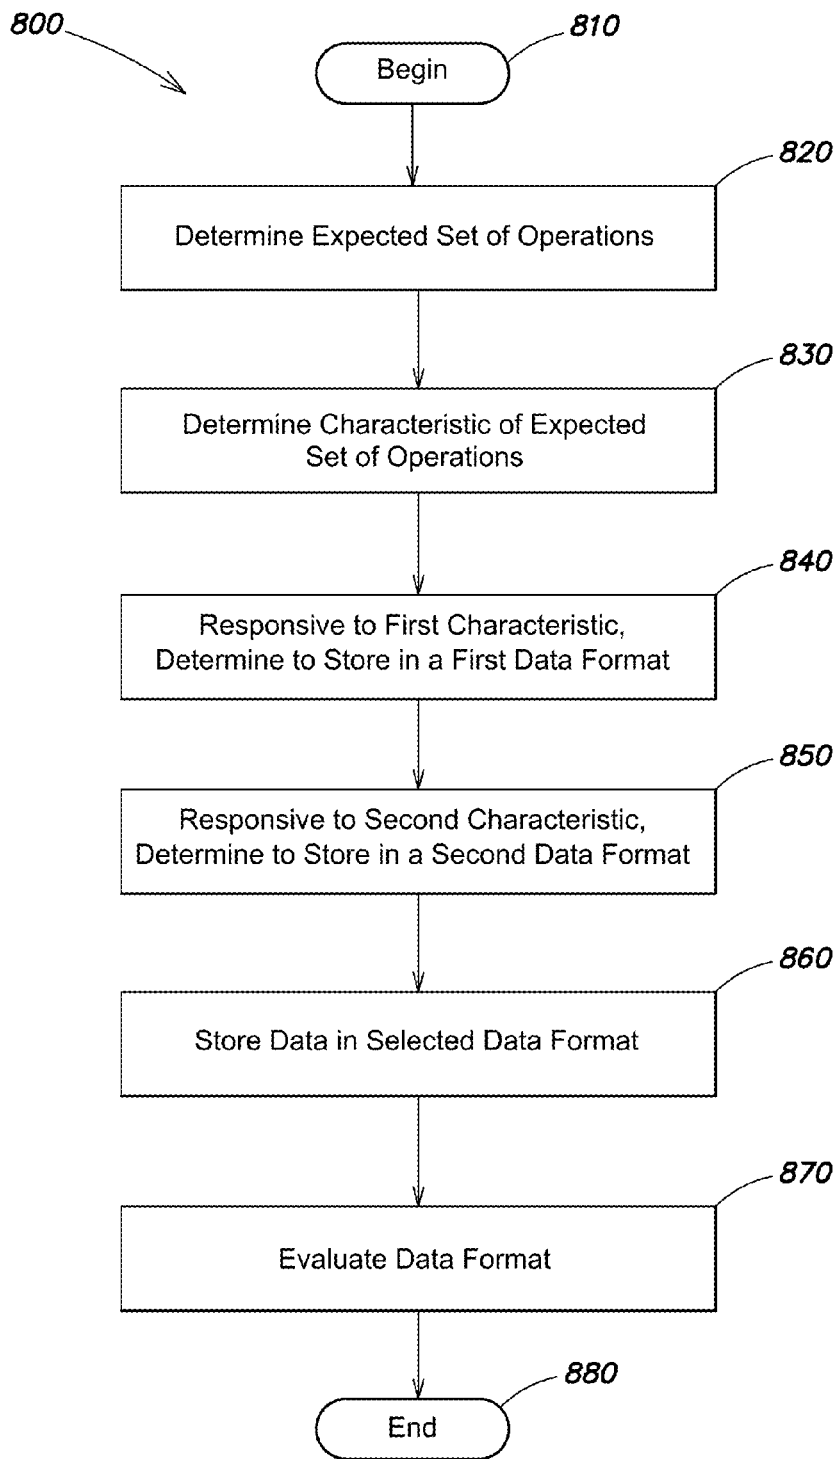 800
810
Begin
820
Determine Expected Set of Operations
830
Determine Characteristic of Expected
Set of Operations
840
Responsive to First Characteristic,
Determine to Store in a First Data Format
850
Responsive to Second Characteristic,
Determine to Store in a Second Data Format
860
Store Data in Selected Data Format
870
Evaluate Data Format
880
End